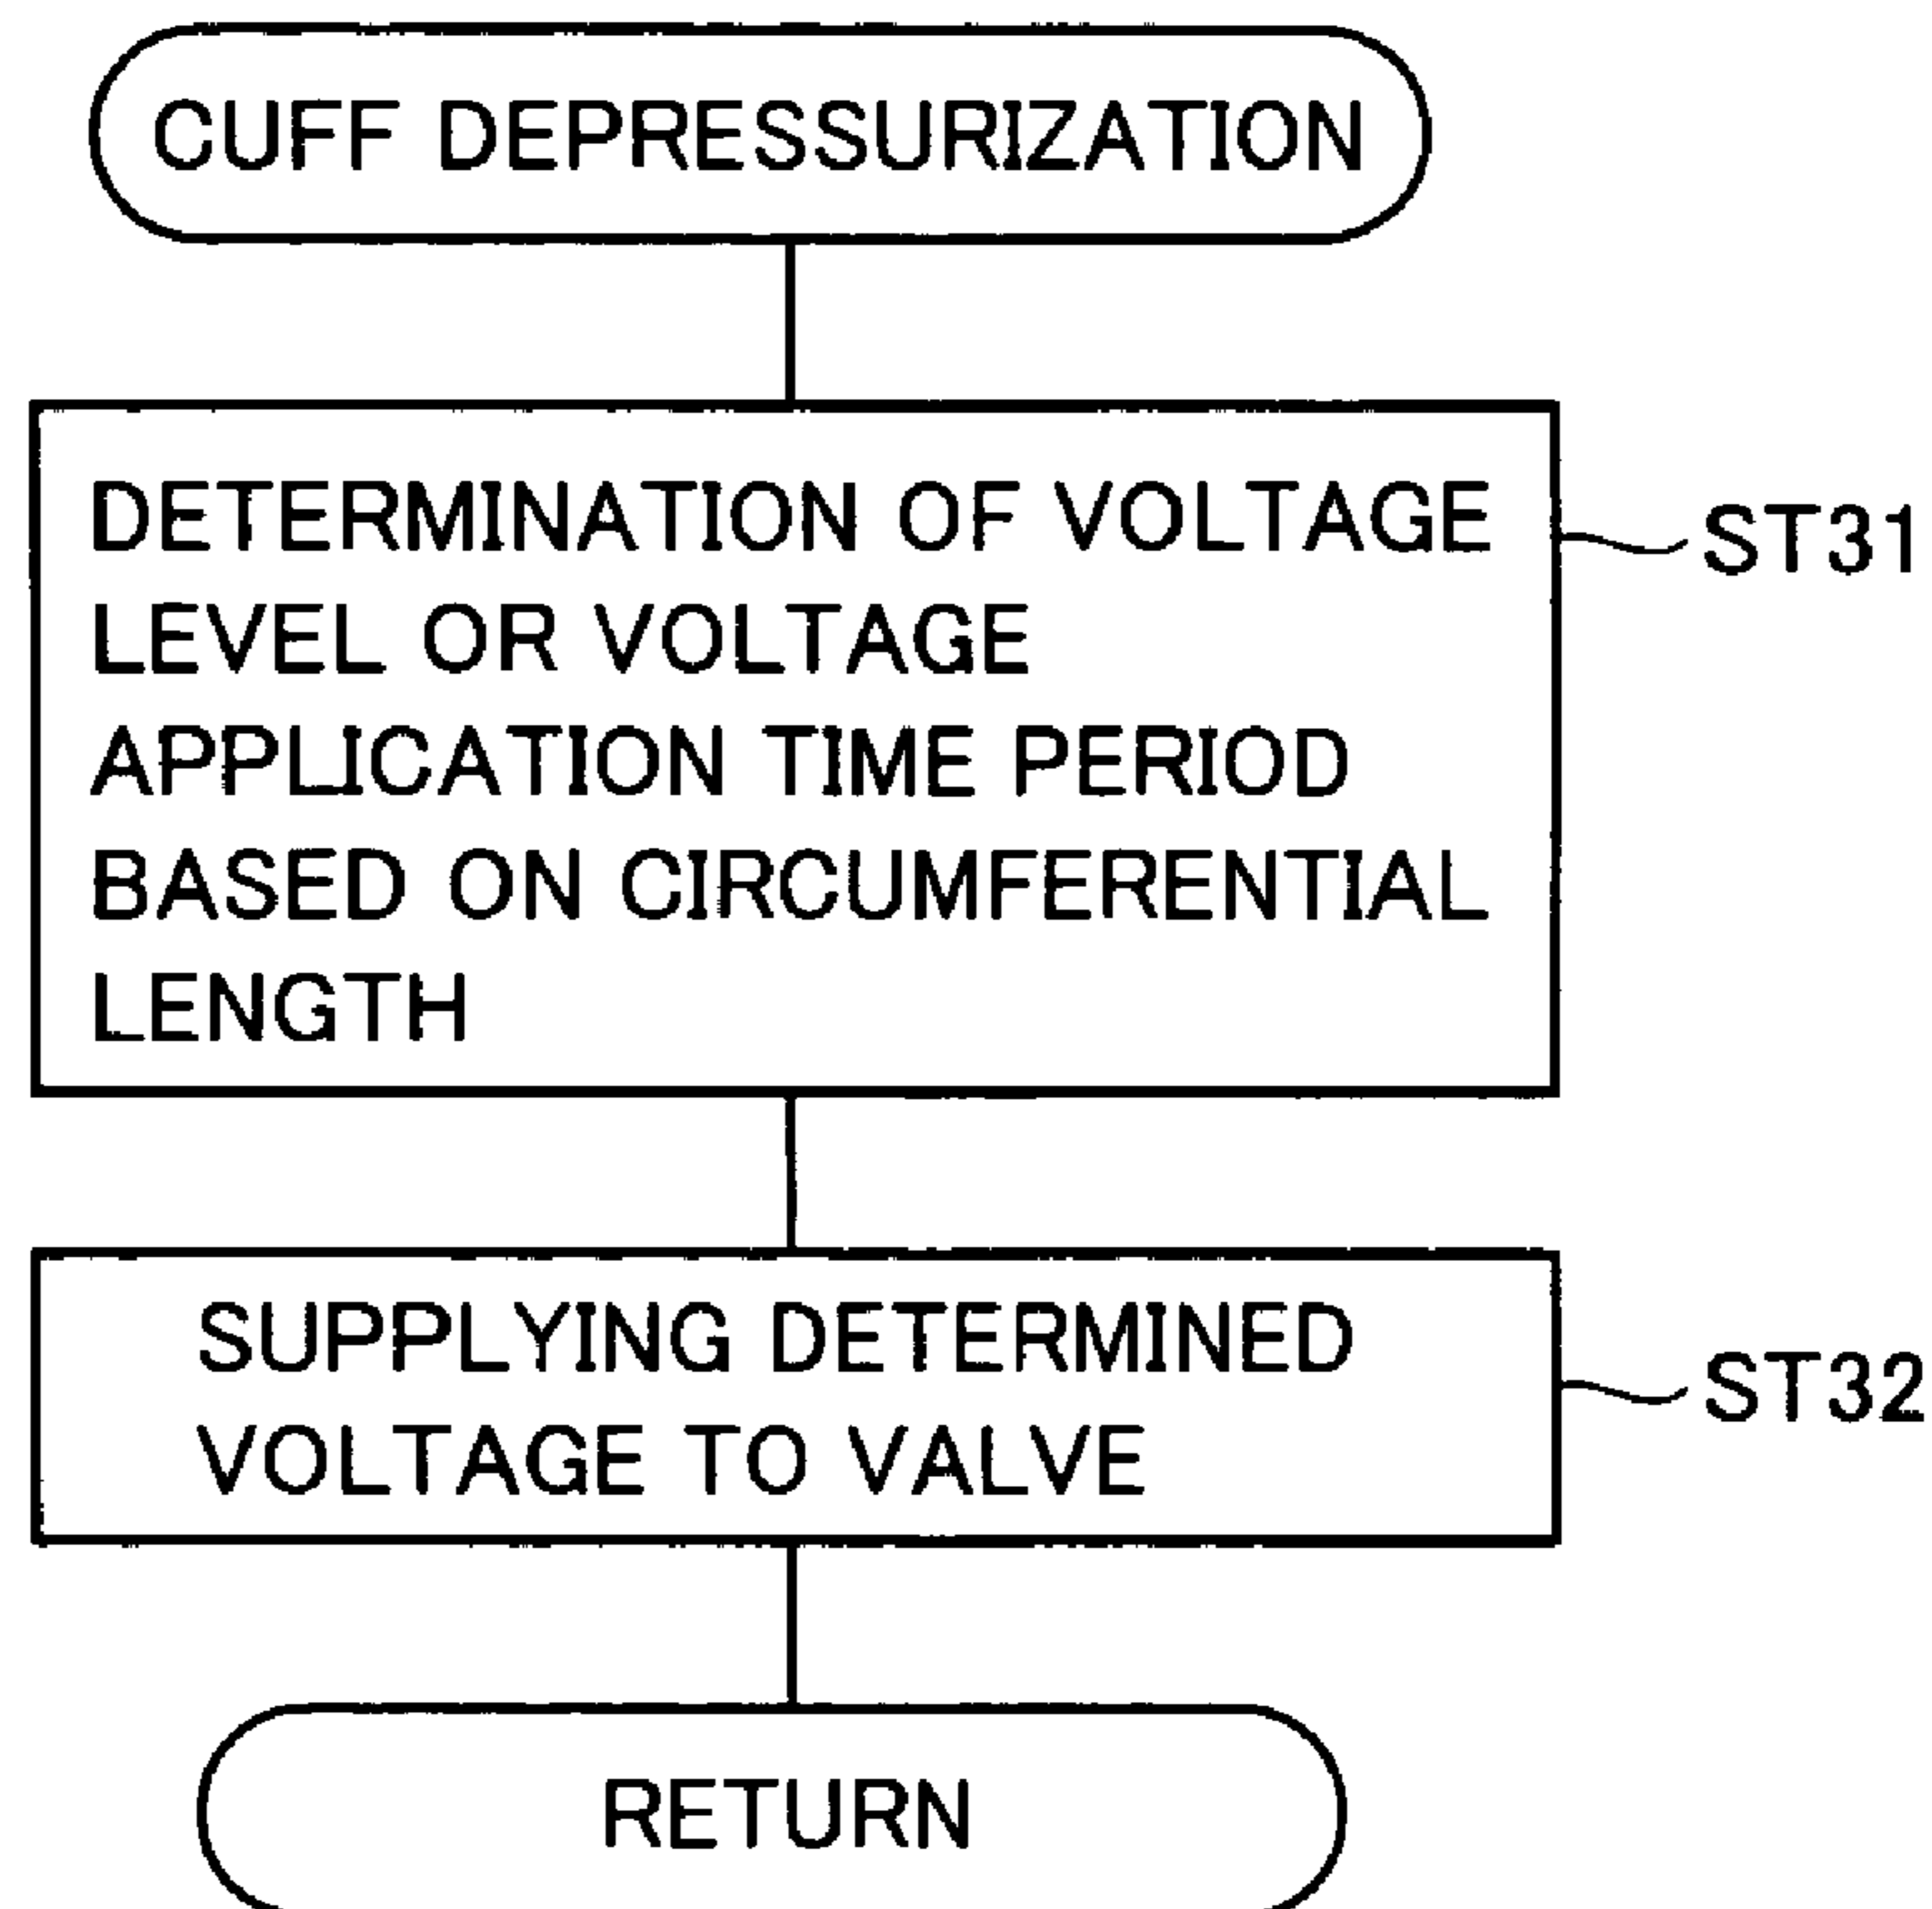 CUFF DEPRESSURIZATION
DETERMINATION OF VOLTAGE
LEVEL OR VOLTAGE
APPLICATION TIME PERIOD
BASED ON CIRCUMFERENTIAL
LENGTH
ST31
SUPPLYING DETERMINED
VOLTAGE TO VALVE
ST32
RETURN